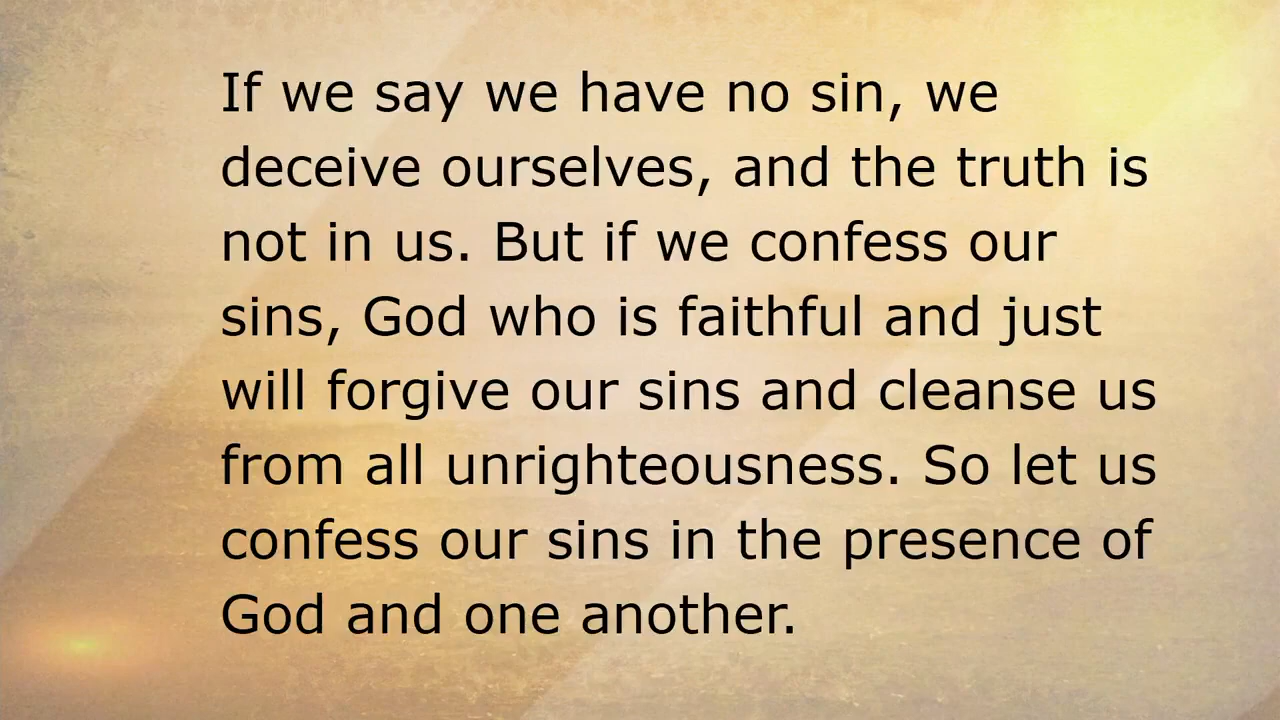 If we say we have no sin, we
deceive ourselves, and the truth is
not in us. But if we confess our
sins, God who is faithful and just
will forgive our sins and cleanse us
from all unrighteousness. So let us
confess our sins in the presence of
God and one another.